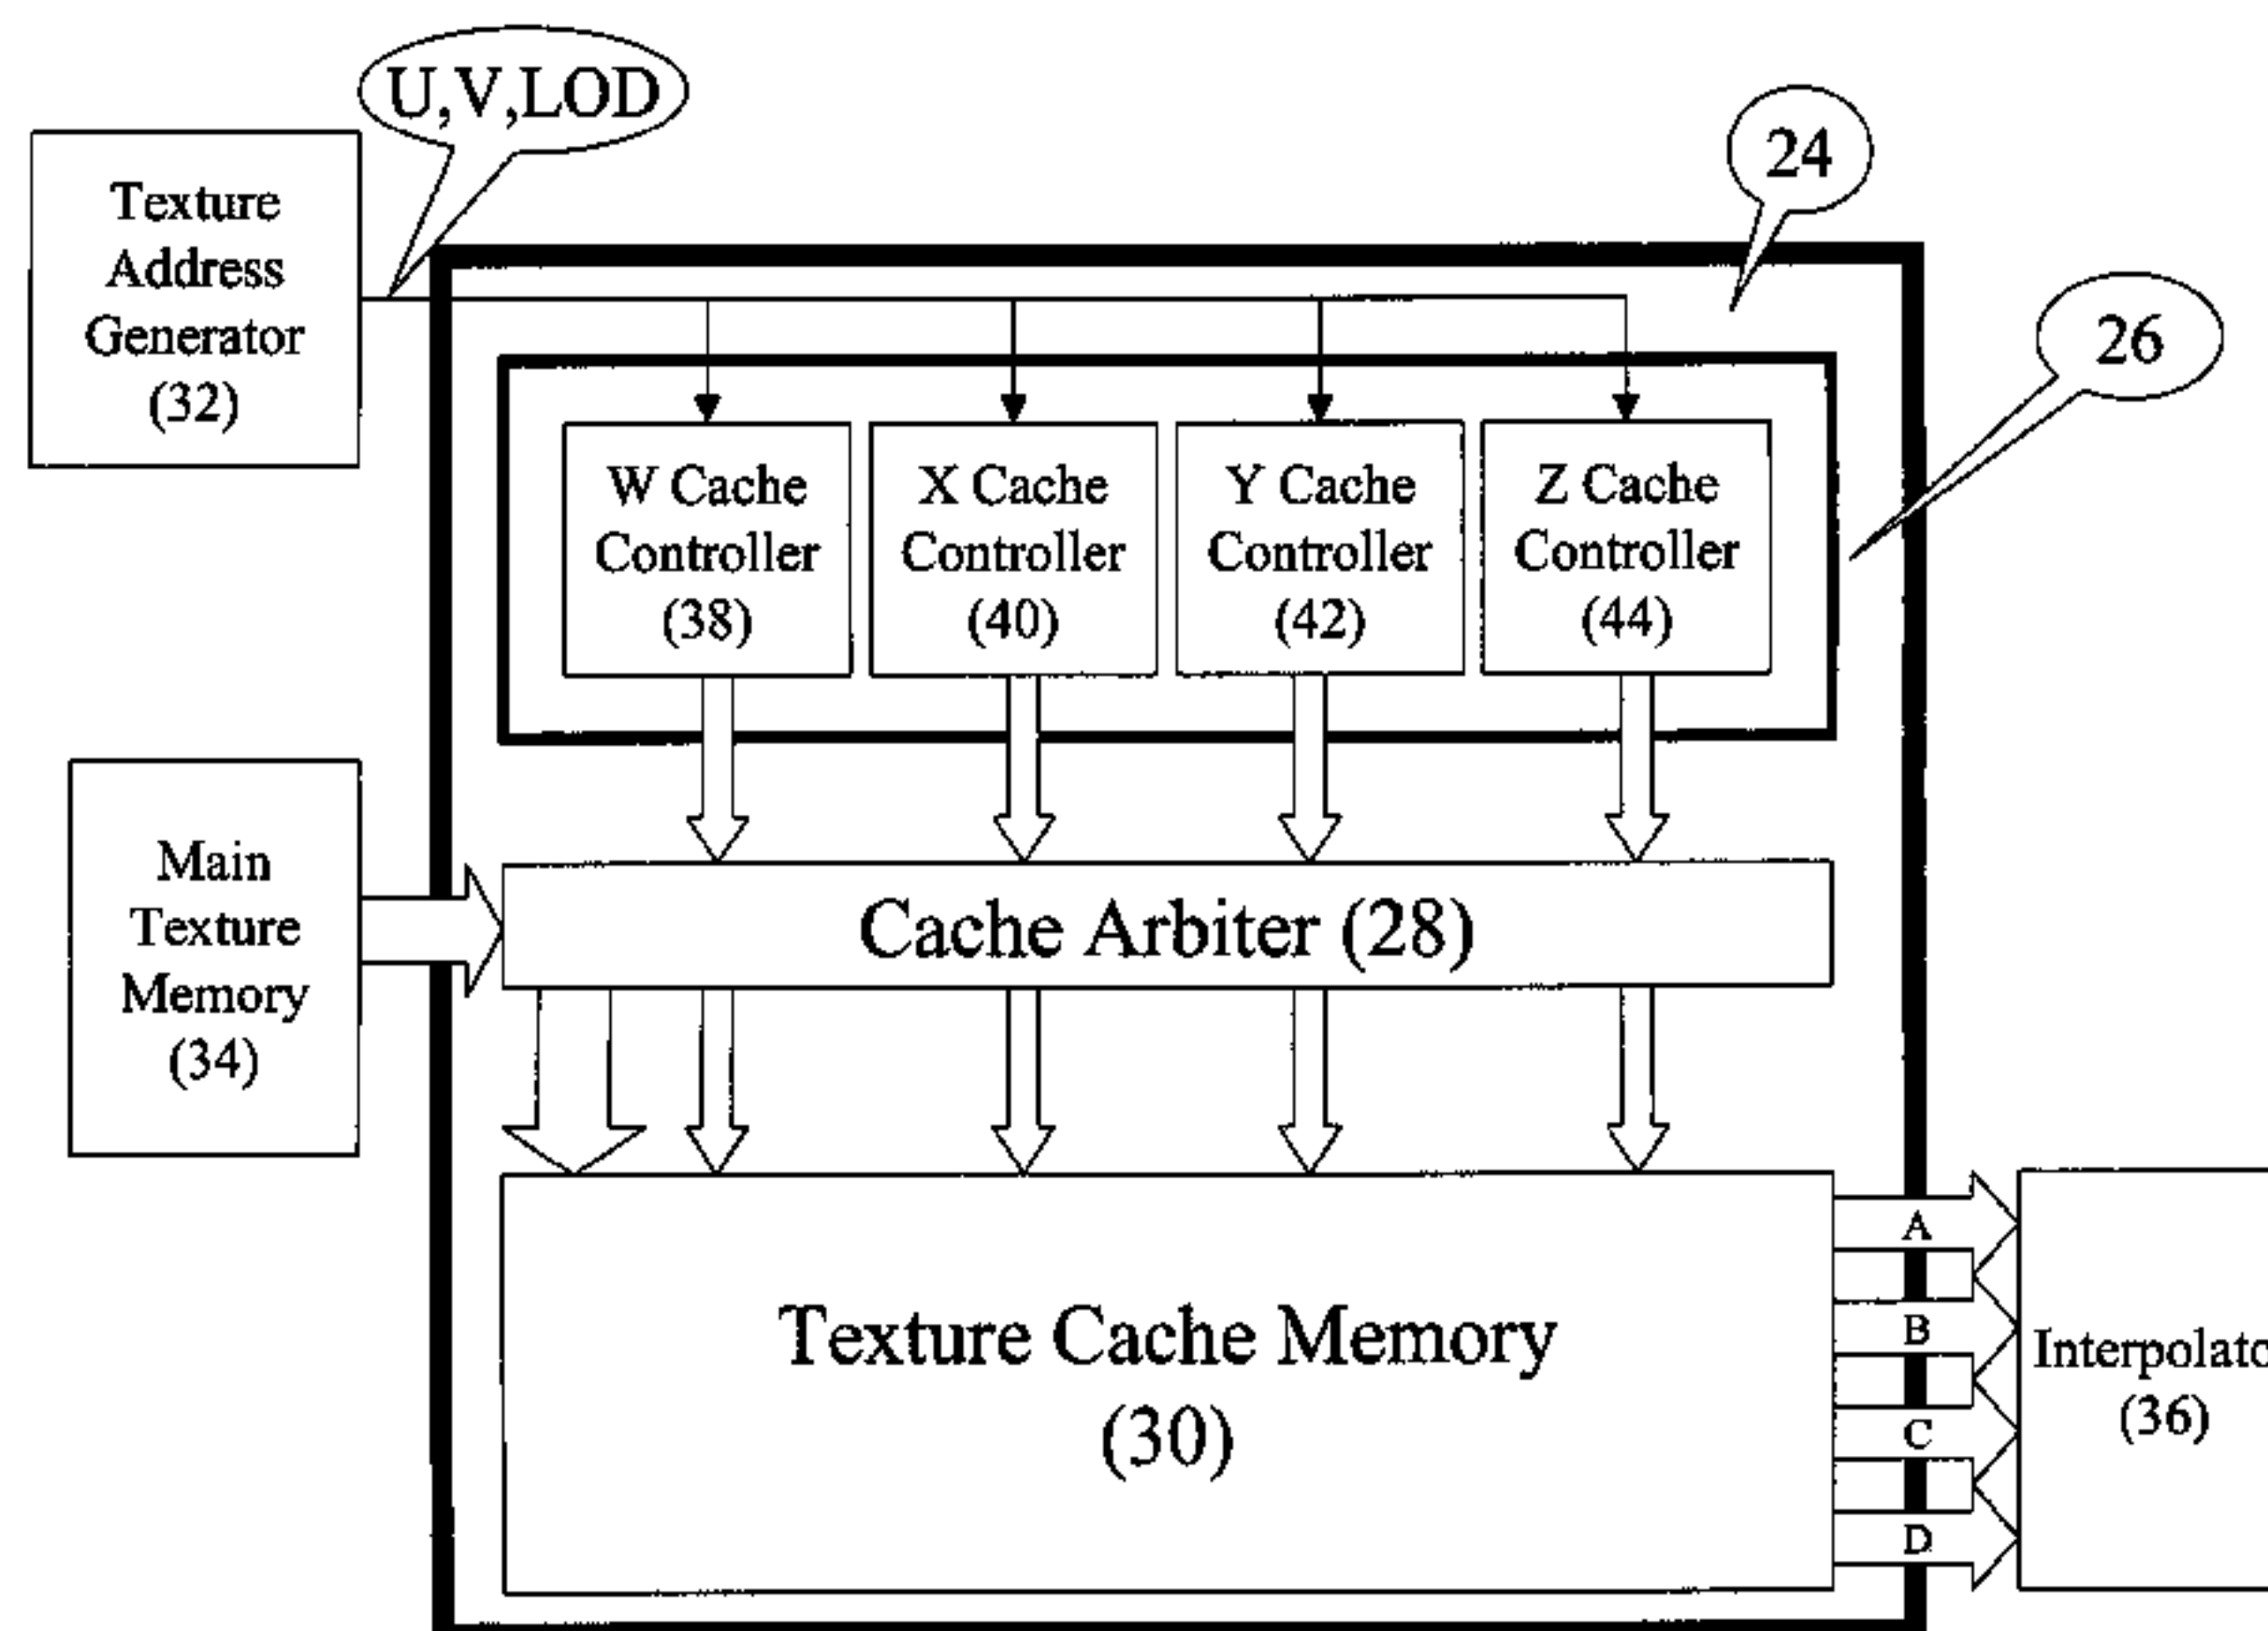 U,V,LOD
24
Texture
Address
Generator
(32)
26
W Cache
Controller
(38)
X Cache
Controller
(40)
Y Cache
Controller
(42)
Z Cache
Controller
(44)
Main
Texture
Memory
(34)
Cache Arbiter (28)
Texture Cache Memory
(30)
A
B
C
D
Interpolato
(36)